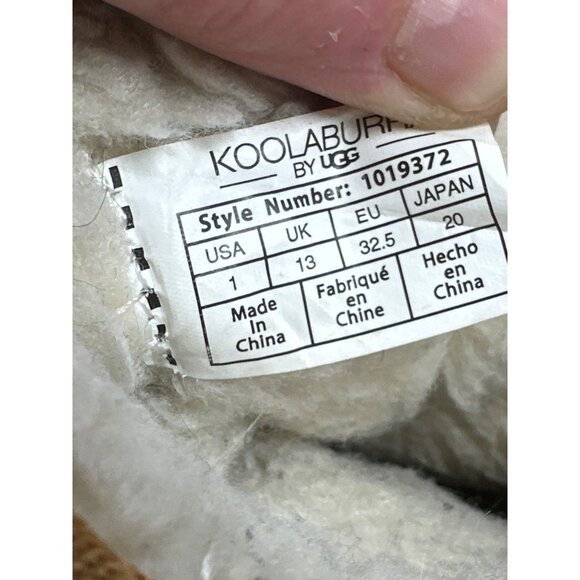 KOOLABURRA
BY UGG
Style Number: 1019372
USA UK EU JAPAN
1 13 32.5 20
Made In China
Fabriqué en Chine
Hecho en China